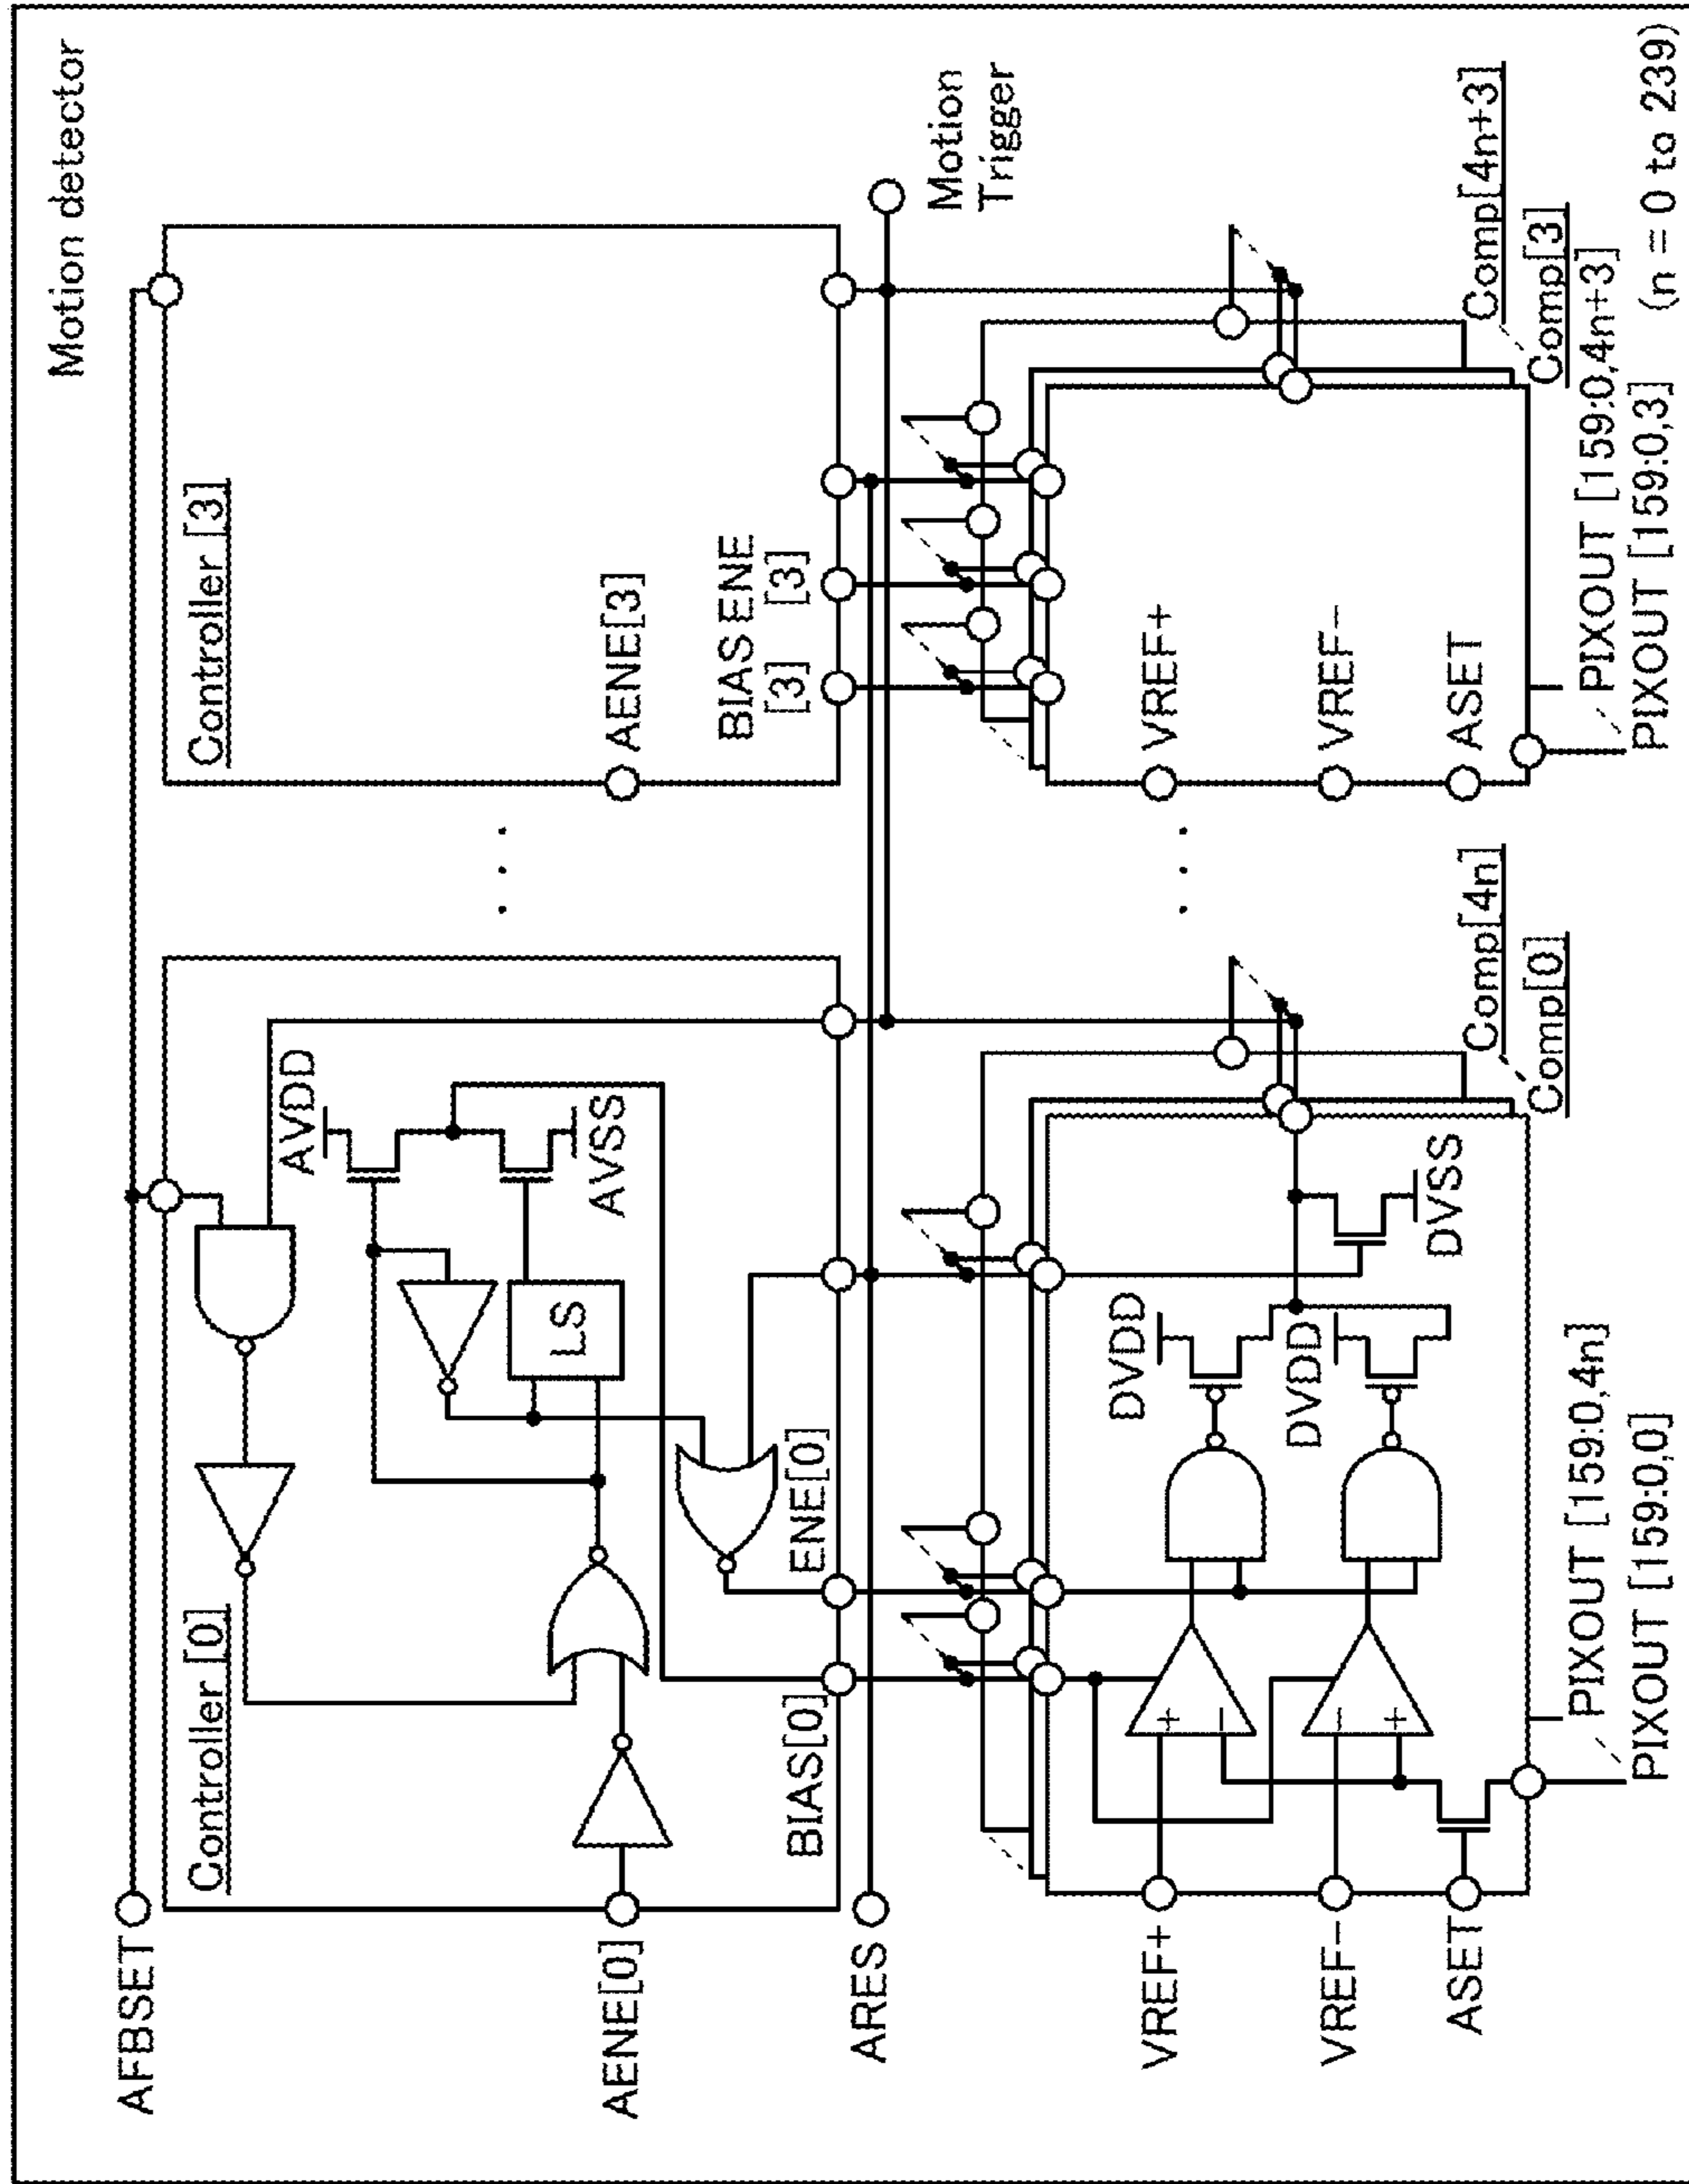 Motion detector
AFBSET
Controller [0]
AVDD
AVSS
LS
AENE[0]
BIAS[0]
ENE[0]
Controller [3]
AENE[3]
BIAS ENE
[3] [3]
ARES
Motion
Trigger
VREF+
VREF−
ASET
DVDD
DVDD
DVSS
Comp[4n]
Comp[0]
PIXOUT [159:0,4n]
PIXOUT [159:0,0]
VREF+
VREF−
ASET
Comp[4n+3]
Comp[3]
PIXOUT [159:0,4n+3]
PIXOUT [159:0,3]
(n = 0 to 239)
· · ·
· · ·